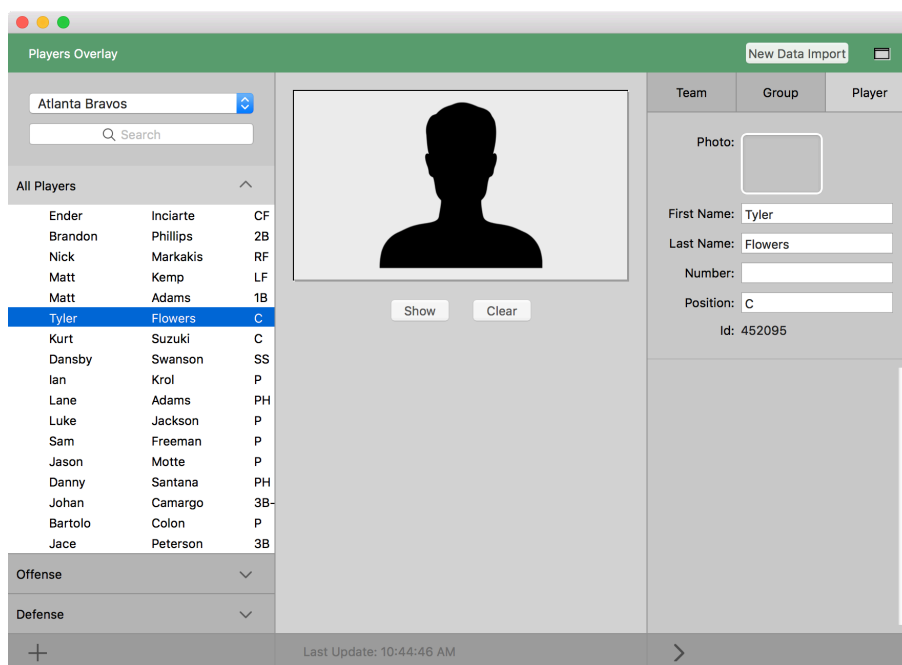 Players Overlay
New Data Import
Atlanta Bravos
Search
All Players
Ender Inciarte CF
Brandon Phillips 2B
Nick Markakis RF
Matt Kemp LF
Matt Adams 1B
Tyler Flowers C
Kurt Suzuki C
Dansby Swanson SS
Ian Krol P
Lane Adams PH
Luke Jackson P
Sam Freeman P
Jason Motte P
Danny Santana PH
Johan Camargo 3B-
Bartolo Colon P
Jace Peterson 3B
Offense
Defense
Show Clear
Last Update: 10:44:46 AM
Team Group Player
Photo:
First Name: Tyler
Last Name: Flowers
Number:
Position: C
Id: 452095